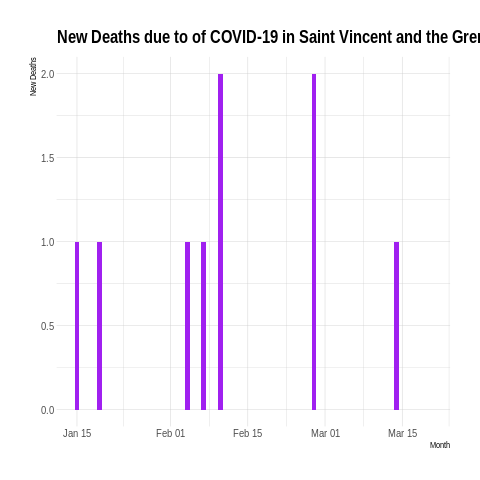 New Deaths due to of COVID-19 in Saint Vincent and the Gre
New Deaths
2.0
1.5
1.0
0.5
0.0
Jan 15 Feb 01 Feb 15 Mar 01 Mar 15
Month